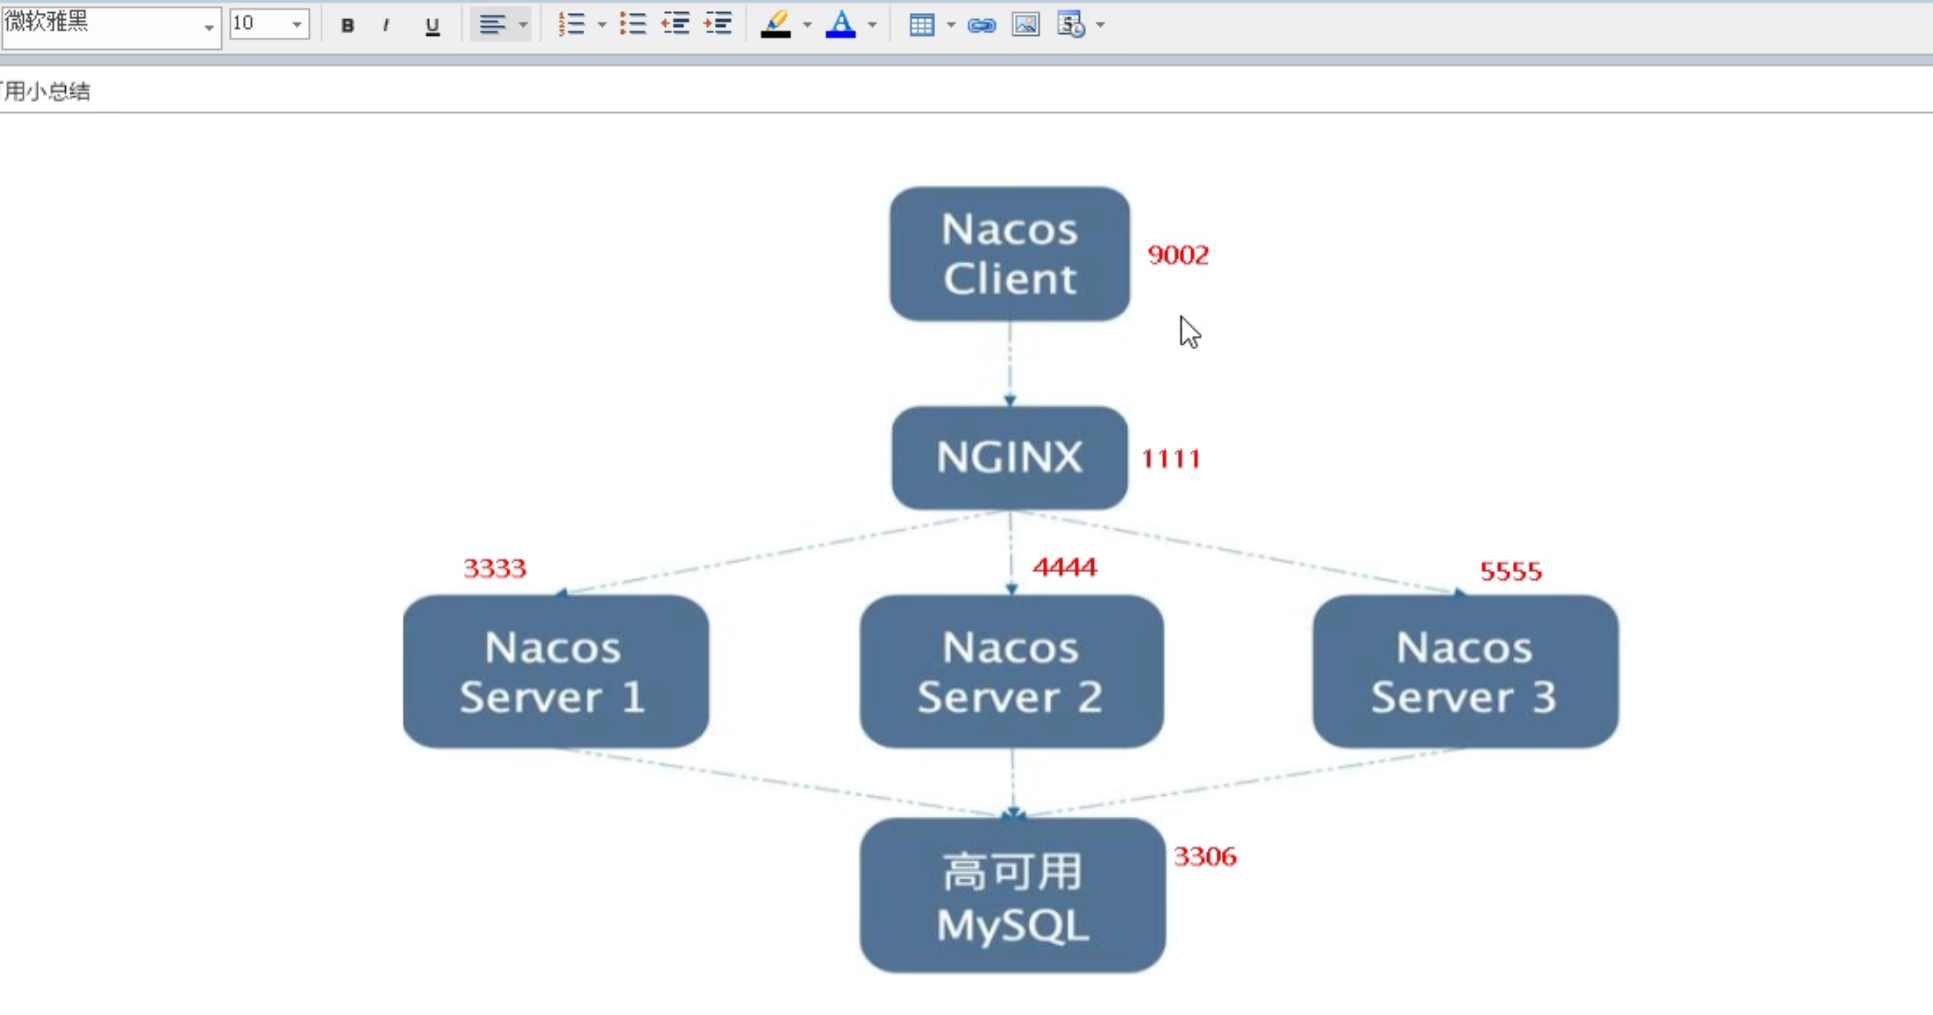 微软雅黑
10
B I U
用小总结
Nacos
Client
9002
NGINX
1111
3333
4444
5555
Nacos
Server 1
Nacos
Server 2
Nacos
Server 3
高可用
MySQL
3306